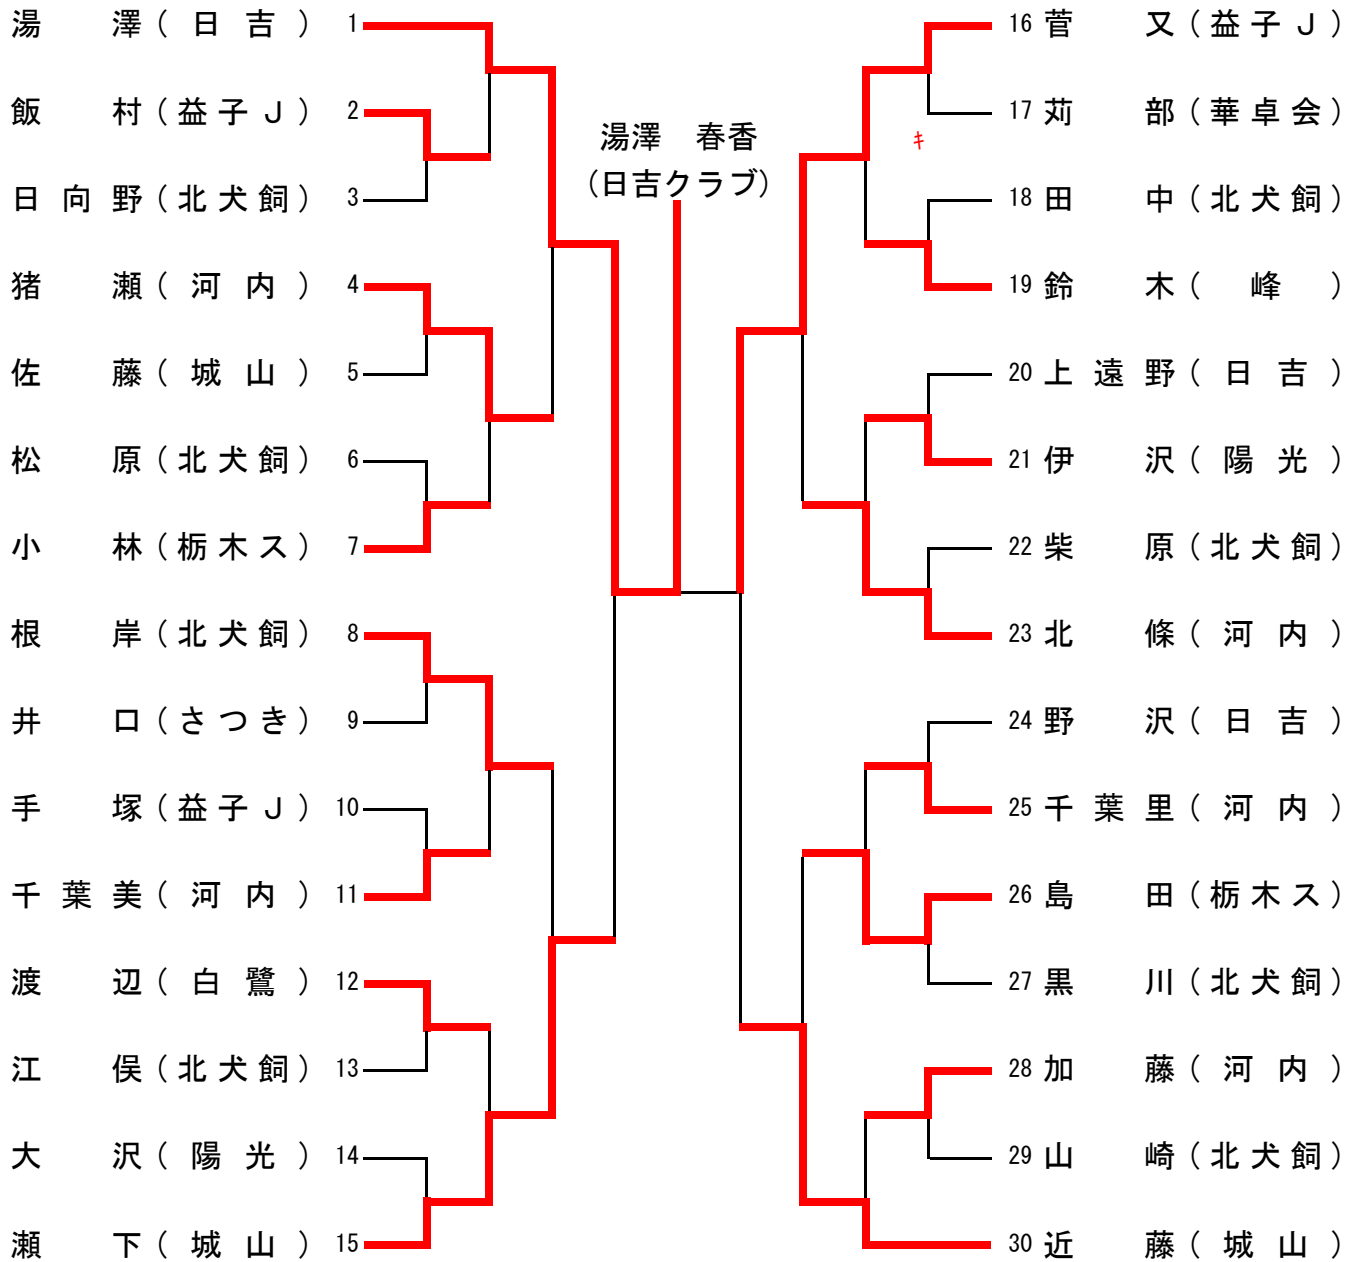 湯澤(日吉) 1
飯村(益子J) 2
日向野(北犬飼) 3
猪瀬(河内) 4
佐藤(城山) 5
松原(北犬飼) 6
小林(栃木ス) 7
根岸(北犬飼) 8
井口(さつき) 9
手塚(益子J) 10
千葉美(河内) 11
渡辺(白鷺) 12
江俣(北犬飼) 13
大沢(陽光) 14
瀬下(城山) 15
湯澤 春香
(日吉クラブ)
16 菅又(益子J)
17 苅部(華卓会)
キ
18 田中(北犬飼)
19 鈴木(峰)
20 上遠野(日吉)
21 伊沢(陽光)
22 柴原(北犬飼)
23 北條(河内)
24 野沢(日吉)
25 千葉里(河内)
26 島田(栃木ス)
27 黒川(北犬飼)
28 加藤(河内)
29 山崎(北犬飼)
30 近藤(城山)